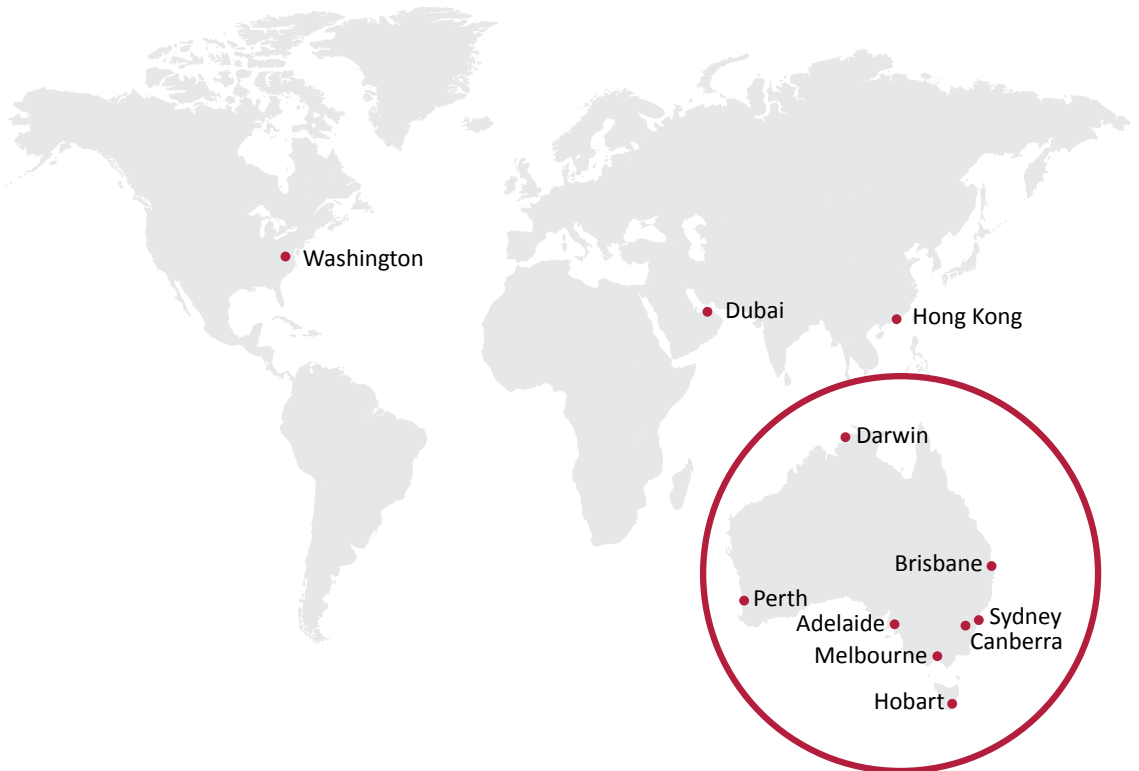 Washington
Dubai
Hong Kong
Darwin
Brisbane
Perth
Sydney
Adelaide
Canberra
Melbourne
Hobart